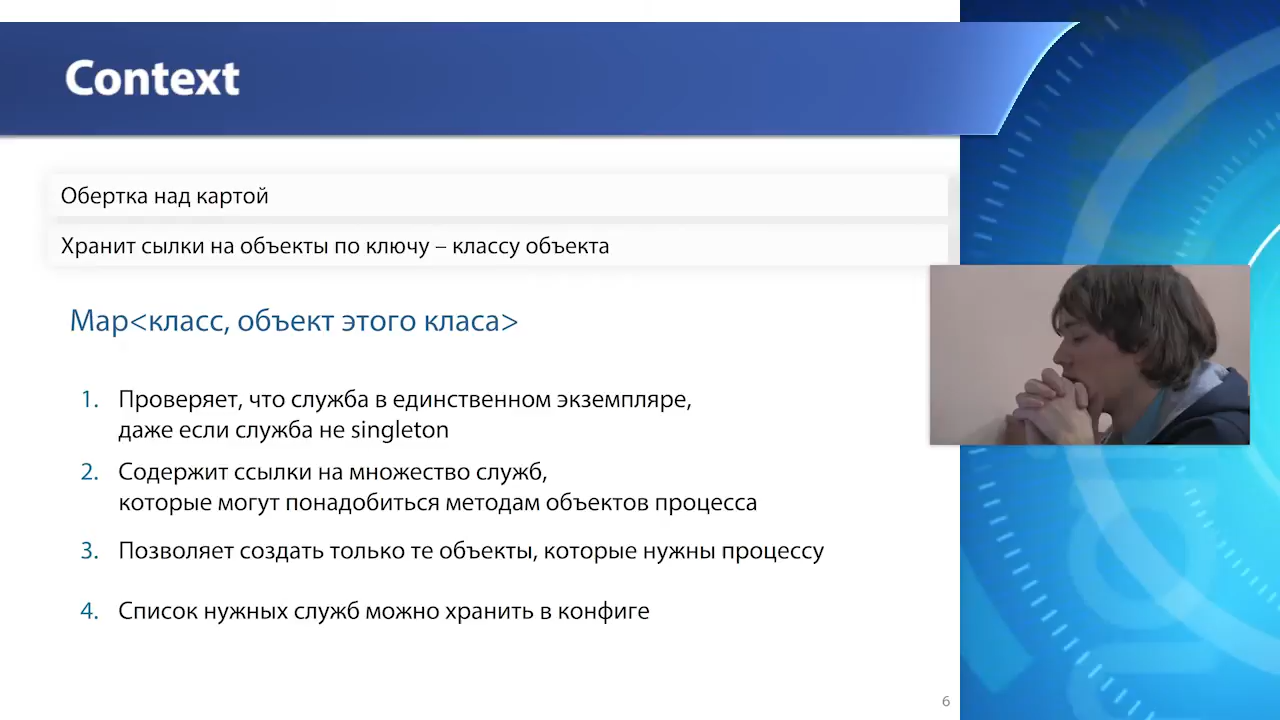 Context
Обертка над картой
Хранит сылки на объекты по ключу – классу объекта
Map<класс, объект этого класа>
1. Проверяет, что служба в единственном экземпляре,
даже если служба не singleton
2. Содержит ссылки на множество служб,
которые могут понадобиться методам объектов процесса
3. Позволяет создать только те объекты, которые нужны процессу
4. Список нужных служб можно хранить в конфиге
6